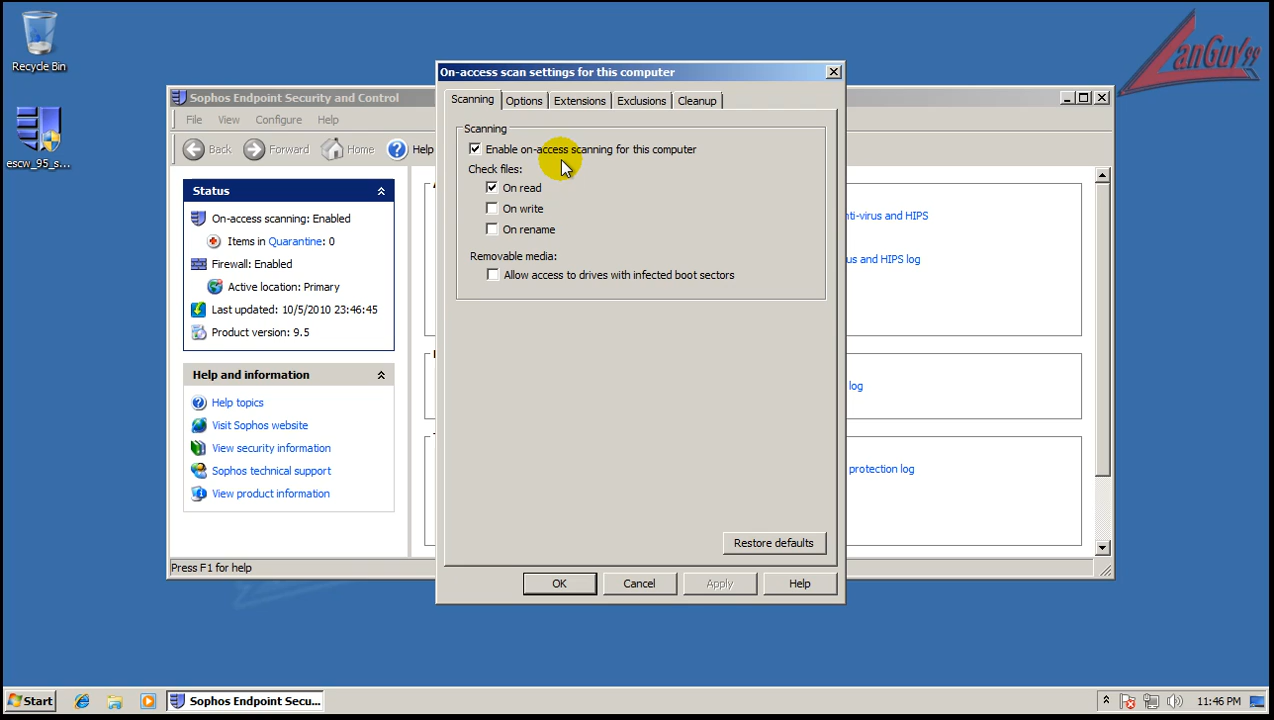 Recycle Bin
escw_95_s...
LanGuy99
Sophos Endpoint Security and Control
File View Configure Help
Back Forward Home Help
Status
On-access scanning: Enabled
Items in Quarantine: 0
Firewall: Enabled
Active location: Primary
Last updated: 10/5/2010 23:46:45
Product version: 9.5
Help and information
Help topics
Visit Sophos website
View security information
Sophos technical support
View product information
Press F1 for help
On-access scan settings for this computer
Scanning Options Extensions Exclusions Cleanup
Scanning
Enable on-access scanning for this computer
Check files:
On read
On write
On rename
Removable media:
Allow access to drives with infected boot sectors
Restore defaults
OK Cancel Apply Help
nti-virus and HIPS
us and HIPS log
log
protection log
Start
Sophos Endpoint Secu...
11:46 PM